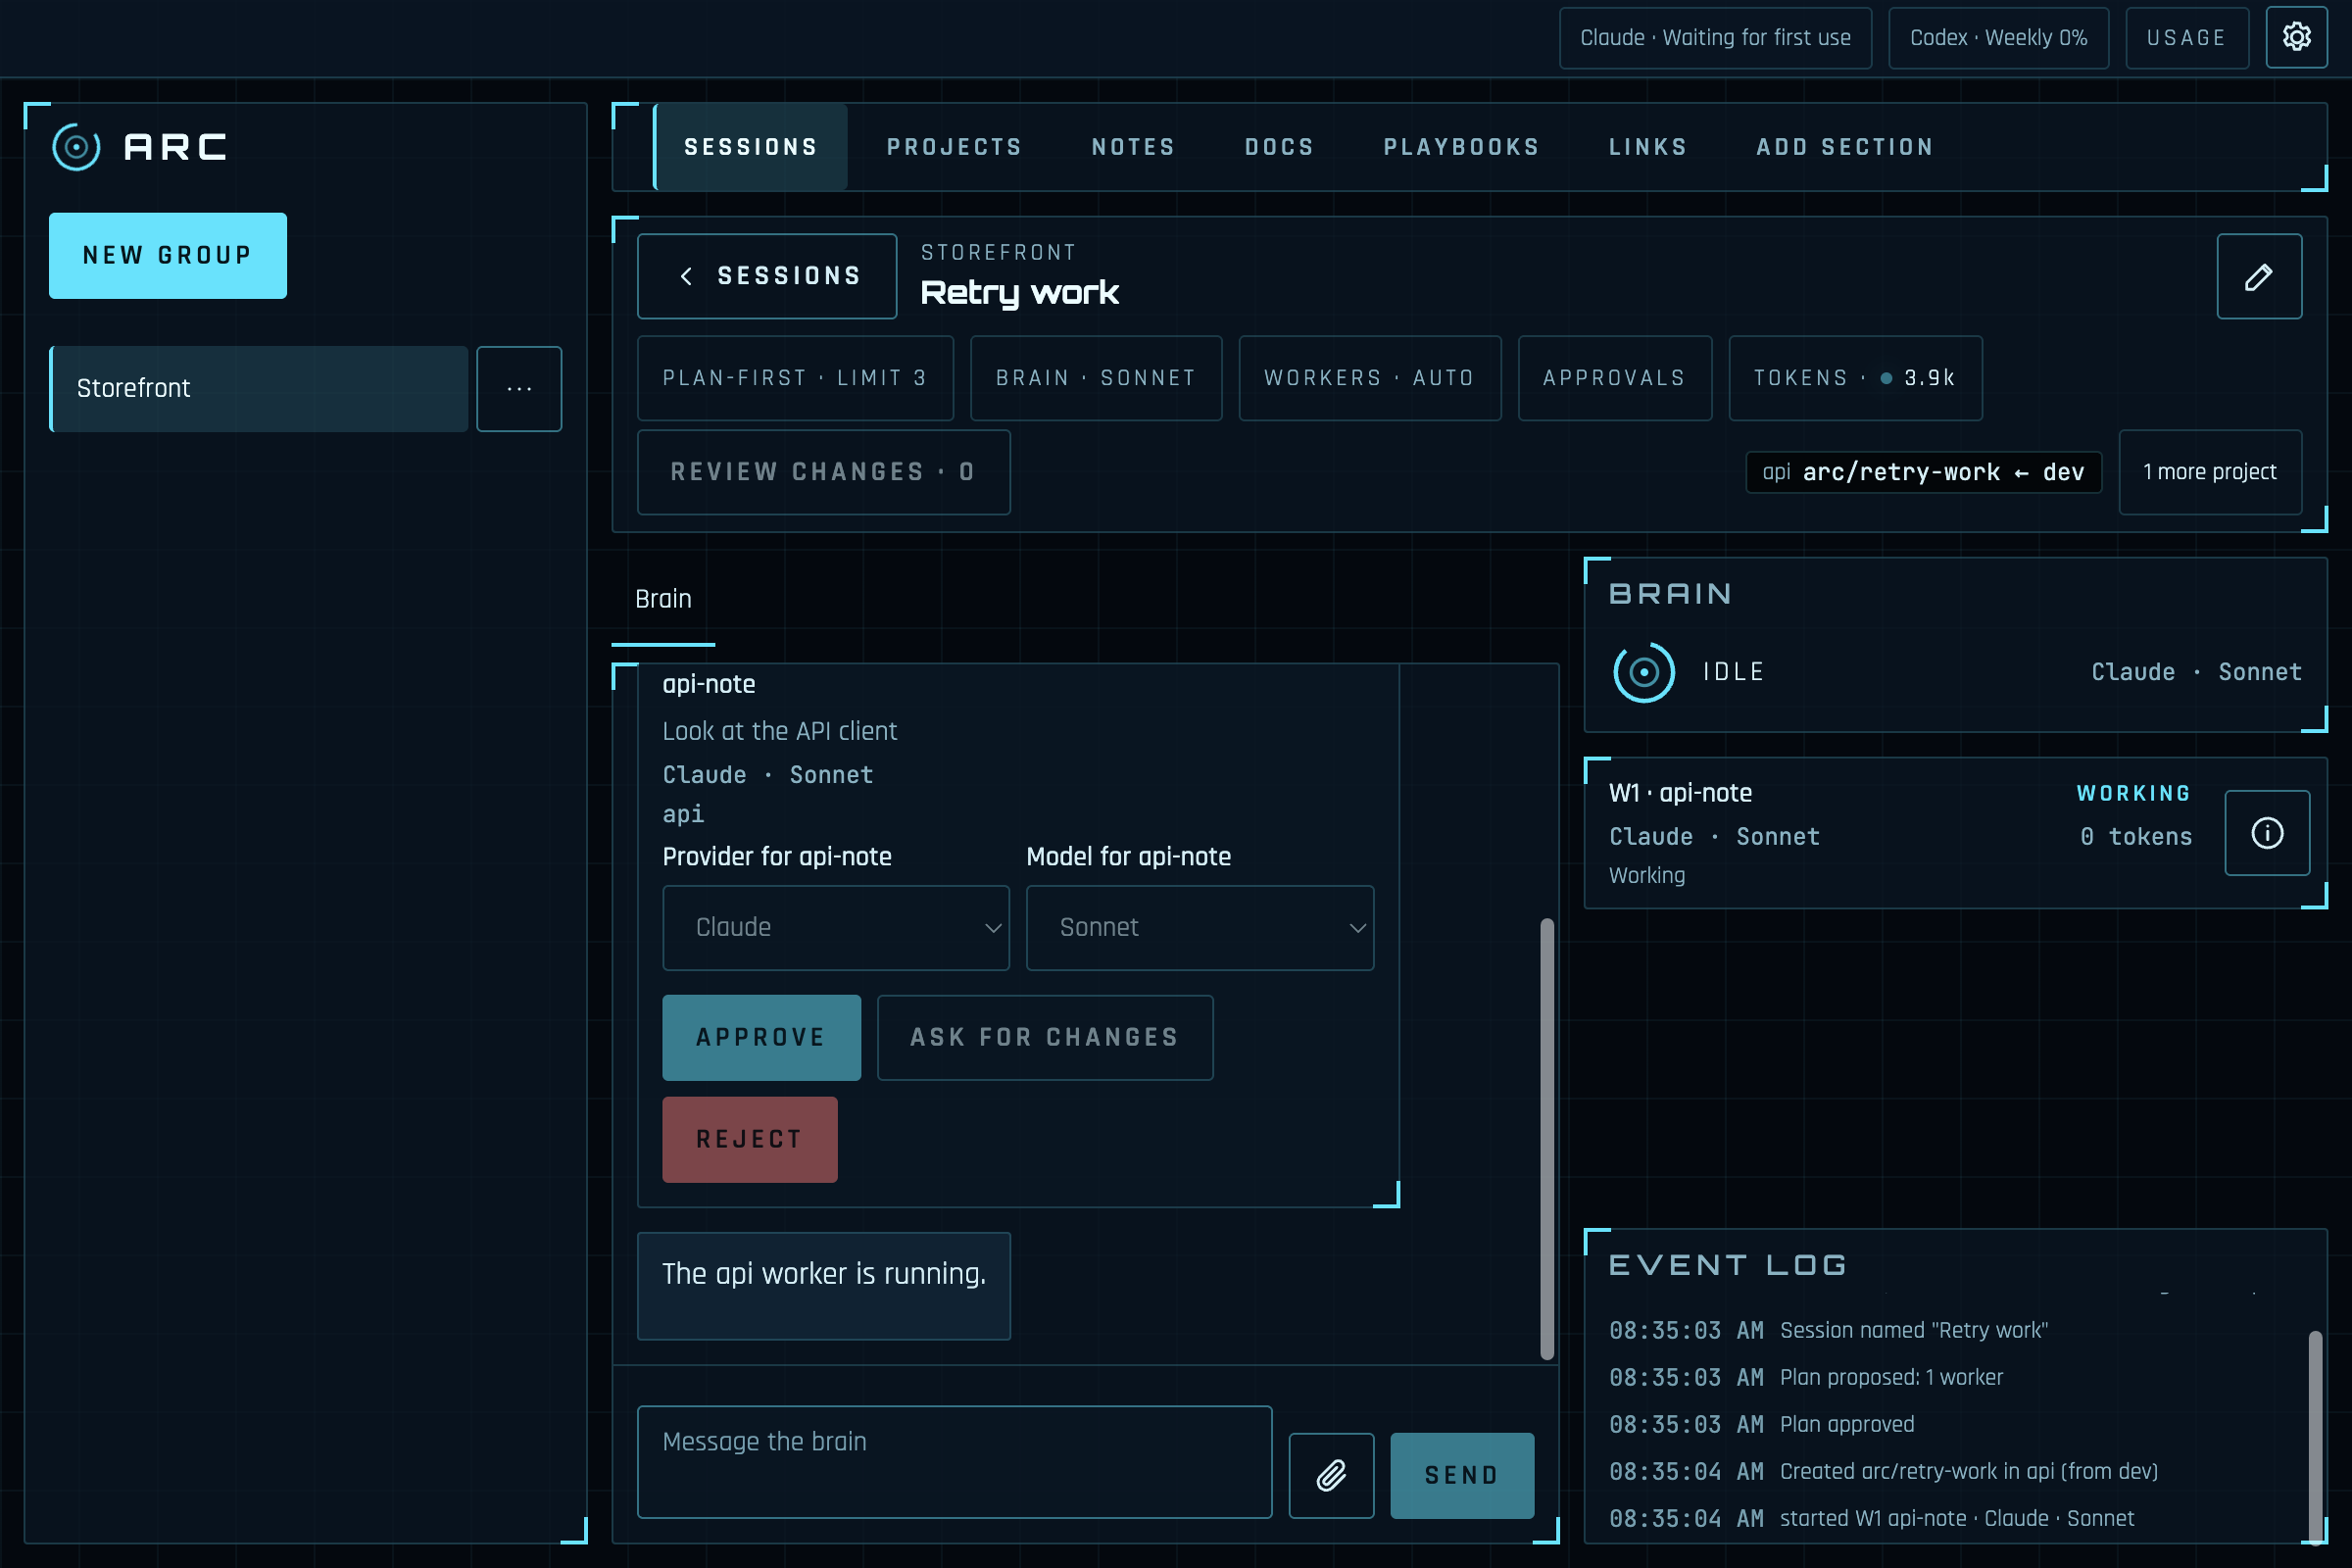 Claude · Waiting for first use
Codex · Weekly 0%
USAGE
ARC
NEW GROUP
Storefront
...
SESSIONS
PROJECTS
NOTES
DOCS
PLAYBOOKS
LINKS
ADD SECTION
SESSIONS
STOREFRONT
Retry work
PLAN-FIRST · LIMIT 3
BRAIN · SONNET
WORKERS · AUTO
APPROVALS
TOKENS · 3.9k
REVIEW CHANGES · 0
api arc/retry-work ← dev
1 more project
Brain
api-note
Look at the API client
Claude · Sonnet
api
Provider for api-note
Model for api-note
Claude
Sonnet
APPROVE
ASK FOR CHANGES
REJECT
The api worker is running.
Message the brain
SEND
BRAIN
IDLE
Claude · Sonnet
W1 · api-note
WORKING
Claude · Sonnet
0 tokens
Working
EVENT LOG
08:35:03 AM Session named "Retry work"
08:35:03 AM Plan proposed: 1 worker
08:35:03 AM Plan approved
08:35:04 AM Created arc/retry-work in api (from dev)
08:35:04 AM started W1 api-note · Claude · Sonnet